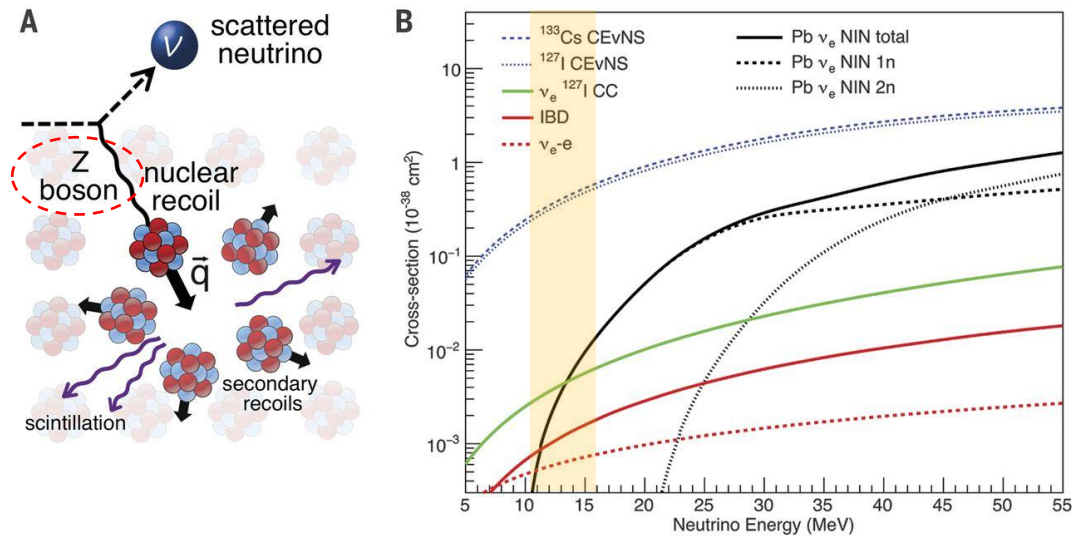 A
scattered
neutrino
ν
Z
boson
nuclear
recoil
q⃗
secondary
recoils
scintillation
B
¹³³Cs CEvNS
¹²⁷I CEvNS
νₑ ¹²⁷I CC
IBD
νₑ-e
Pb νₑ NIN total
Pb νₑ NIN 1n
Pb νₑ NIN 2n
Cross-section (10⁻³⁸ cm²)
10
1
10⁻¹
10⁻²
10⁻³
5 10 15 20 25 30 35 40 45 50 55
Neutrino Energy (MeV)